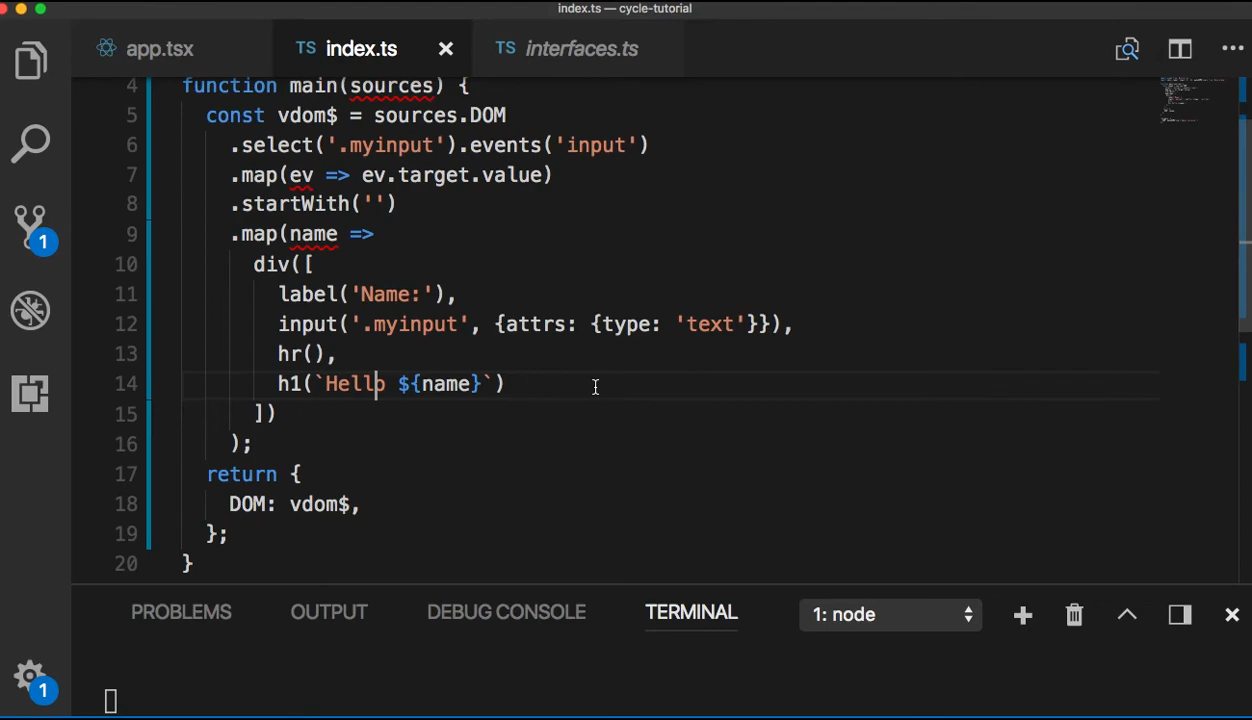 index.ts — cycle-tutorial
app.tsx TS index.ts TS interfaces.ts
4 function main(sources) {
5 const vdom$ = sources.DOM
6 .select('.myinput').events('input')
7 .map(ev => ev.target.value)
8 .startWith('')
9 .map(name =>
10 div([
11 label('Name:'),
12 input('.myinput', {attrs: {type: 'text'}}),
13 hr(),
14 h1(`Hello ${name}`)
15 ])
16 );
17 return {
18 DOM: vdom$,
19 };
20 }
1
PROBLEMS OUTPUT DEBUG CONSOLE TERMINAL 1: node
1